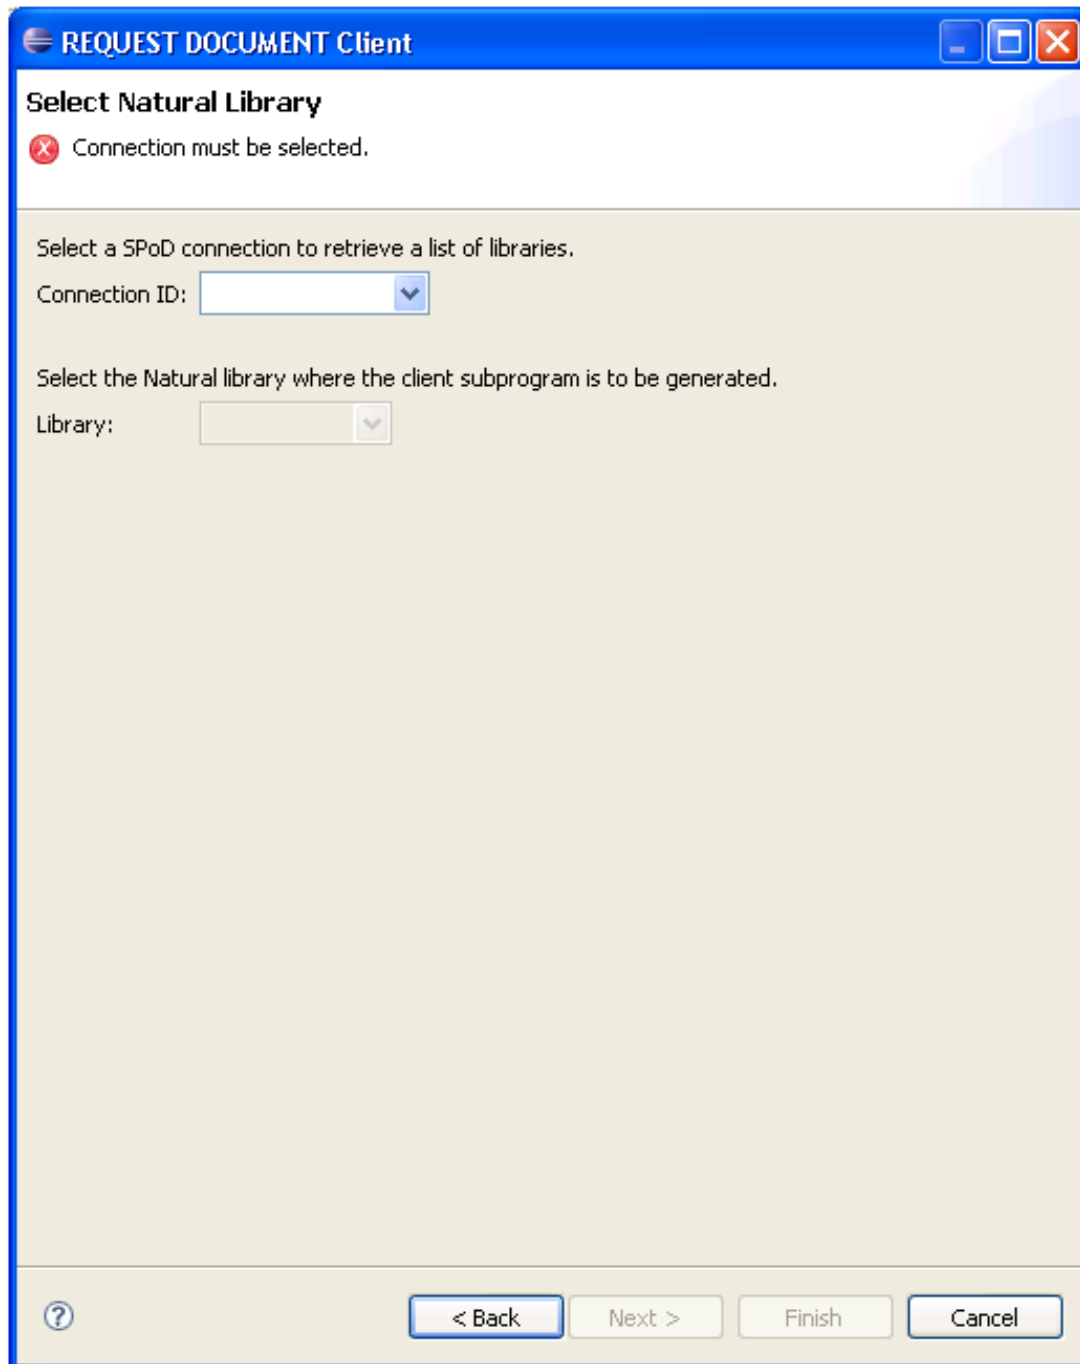 REQUEST DOCUMENT Client
Select Natural Library
Connection must be selected.
Select a SPoD connection to retrieve a list of libraries.
Connection ID:
Select the Natural library where the client subprogram is to be generated.
Library:
< Back
Next >
Finish
Cancel